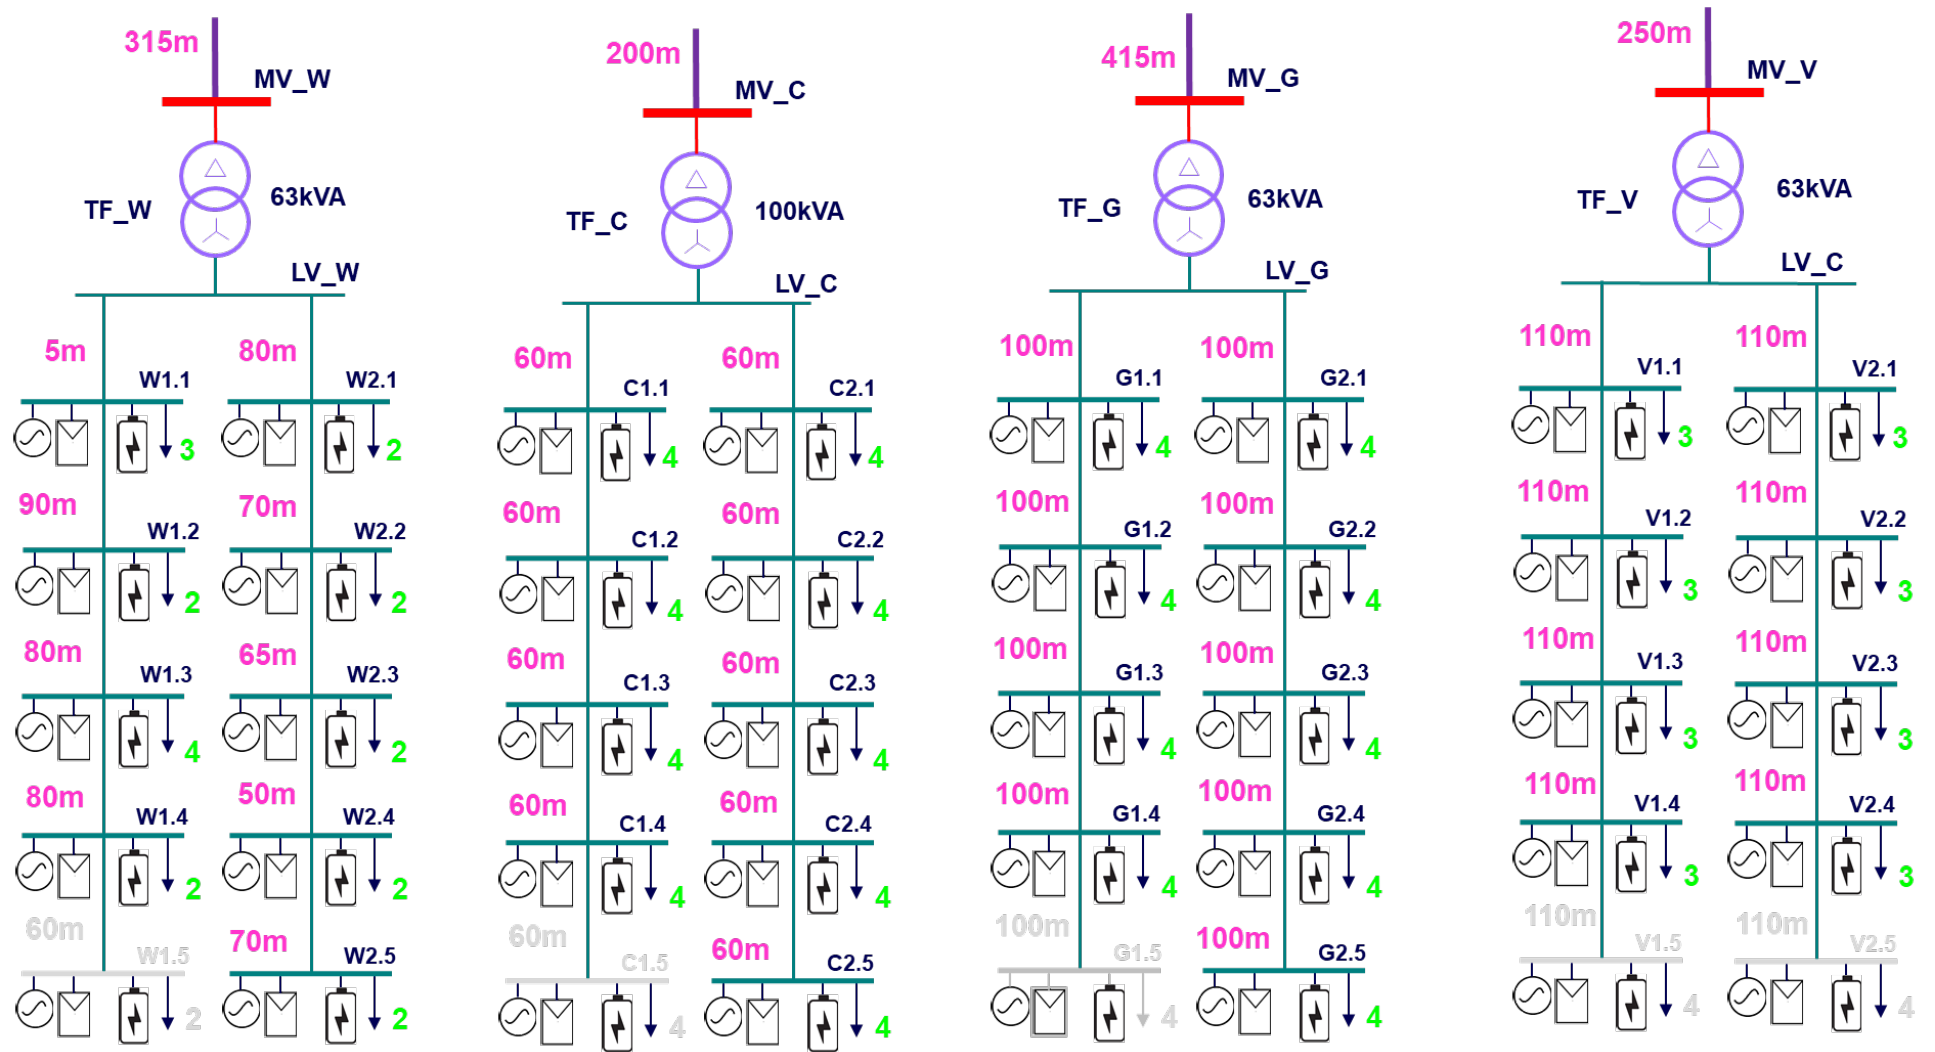 315m
MV_W
TF_W
63kVA
LV_W
5m
W1.1
3
90m
W1.2
2
80m
W1.3
4
80m
W1.4
2
60m
W1.5
2
80m
W2.1
2
70m
W2.2
2
65m
W2.3
2
50m
W2.4
2
70m
W2.5
2
200m
MV_C
TF_C
100kVA
LV_C
60m
C1.1
4
60m
C1.2
4
60m
C1.3
4
60m
C1.4
4
60m
C1.5
4
60m
C2.1
4
60m
C2.2
4
60m
C2.3
4
60m
C2.4
4
60m
C2.5
4
415m
MV_G
TF_G
63kVA
LV_G
100m
G1.1
4
100m
G1.2
4
100m
G1.3
4
100m
G1.4
4
100m
G1.5
4
100m
G2.1
4
100m
G2.2
4
100m
G2.3
4
100m
G2.4
4
100m
G2.5
4
250m
MV_V
TF_V
63kVA
LV_C
110m
V1.1
3
110m
V1.2
3
110m
V1.3
3
110m
V1.4
3
110m
V1.5
4
110m
V2.1
3
110m
V2.2
3
110m
V2.3
3
110m
V2.4
3
110m
V2.5
4